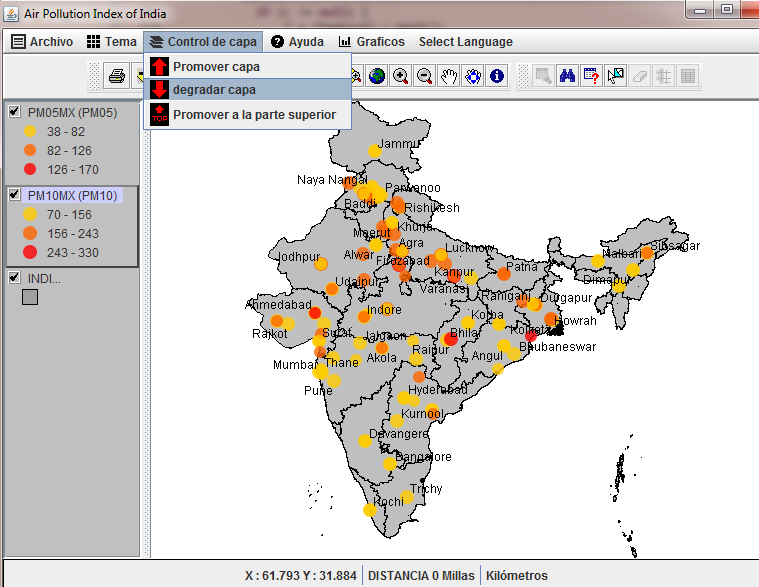 Air Pollution Index of India
Archivo Tema Control de capa Ayuda Graficos Select Language
Promover capa
degradar capa
TOP Promover a la parte superior
PM05MX (PM05)
38 - 82
82 - 126
126 - 170
PM10MX (PM10)
70 - 156
156 - 243
243 - 330
INDI...
Jammu
Naya Nangal
Parwanoo
Baddi
Rishikesh
Khurja
Meerut
Agra
Alwar
Lucknow
Firozabad
Jodhpur
Kanpur
Patna
Nalbari
Sibsagar
Dimapur
Udaipur
Varanasi
Raniganj
Durgapur
Ahmedabad
Indore
Korba
Howrah
Rajkot
Surat
Jalgaon
Bhilai
Kolkata
Akola
Raipur
Angul
Bhubaneswar
Mumbai
Thane
Pune
Hyderabad
Kurnool
Davangere
Bangalore
Trichy
Kochi
X : 61.793 Y : 31.884 DISTANCIA 0 Millas Kilómetros